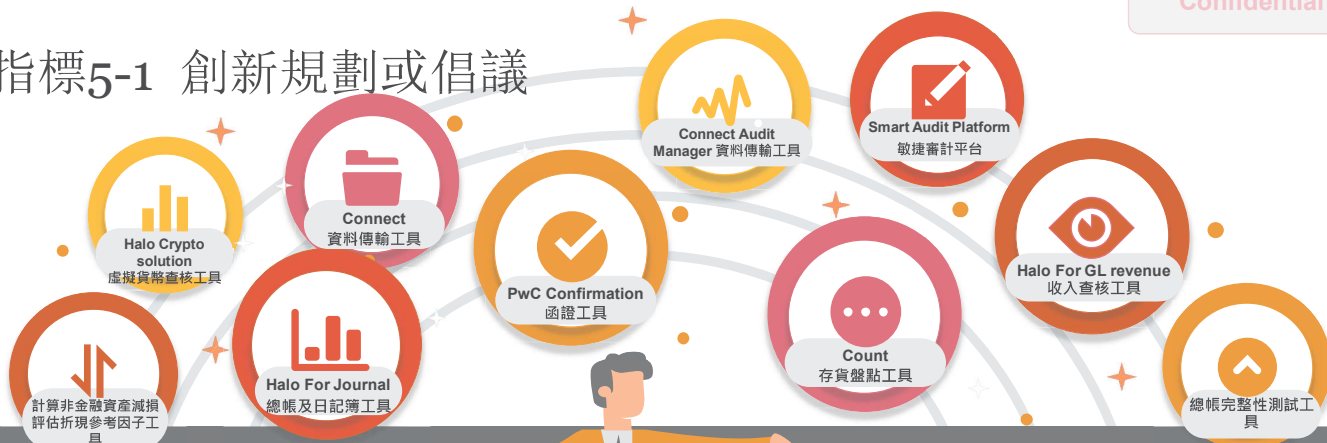 Confidential
指標5-1 創新規劃或倡議
Connect Audit
Manager 資料傳輸工具
Smart Audit Platform
敏捷審計平台
Halo Crypto
solution
虛擬貨幣查核工具
Connect
資料傳輸工具
PwC Confirmation
函證工具
Halo For GL revenue
收入查核工具
計算非金融資產減損
評估折現參考因子工
具
Halo For Journal
總帳及日記簿工具
Count
存貨盤點工具
總帳完整性測試工
具